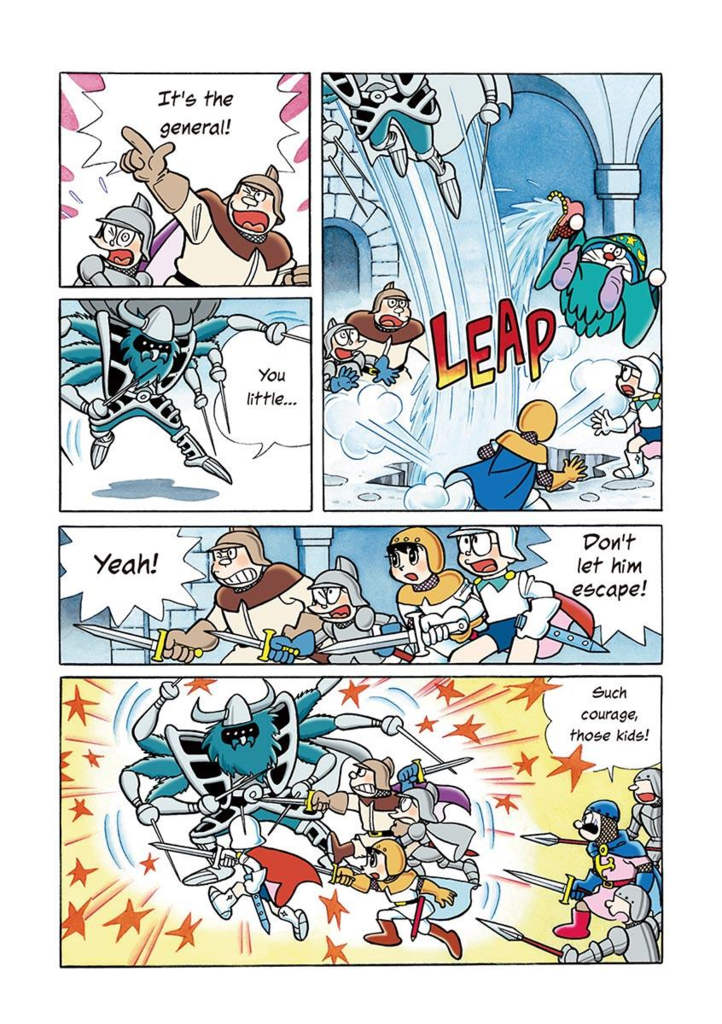 It's the
general!
LEAP
You
little...
Yeah!
Don't
let him
escape!
Such
courage,
those kids!